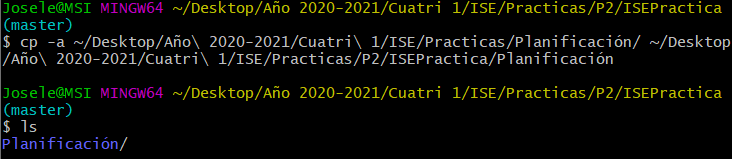 Josele@MSI MINGW64 ~/Desktop/Año 2020-2021/Cuatri 1/ISE/Practicas/P2/ISEPractica
(master)
$ cp -a ~/Desktop/Año\ 2020-2021/Cuatri\ 1/ISE/Practicas/Planificación/ ~/Desktop
/Año\ 2020-2021/Cuatri\ 1/ISE/Practicas/P2/ISEPractica/Planificación
Josele@MSI MINGW64 ~/Desktop/Año 2020-2021/Cuatri 1/ISE/Practicas/P2/ISEPractica
(master)
$ ls
Planificación/